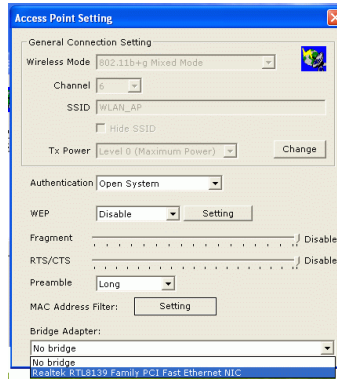 Access Point Setting
General Connection Setting
Wireless Mode 802.11b+g Mixed Mode
Channel 6
SSID WLAN_AP
Hide SSID
Tx Power Level 0 (Maximum Power) Change
Authentication Open System
WEP Disable Setting
Fragment Disable
RTS/CTS Disable
Preamble Long
MAC Address Filter: Setting
Bridge Adapter:
No bridge
No bridge
Realtek RTL8139 Family PCI Fast Ethernet NIC